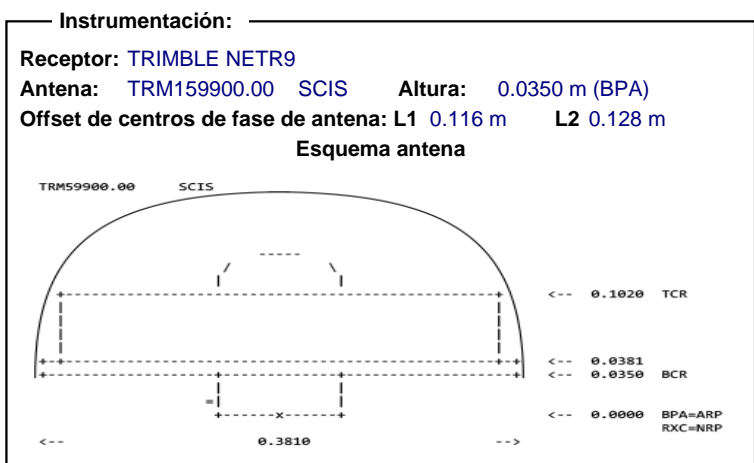 Instrumentación:
Receptor: TRIMBLE NETR9
Antena: TRM159900.00 SCIS Altura: 0.0350 m (BPA)
Offset de centros de fase de antena: L1 0.116 m L2 0.128 m
Esquema antena
TRM59900.00 SCIS
<-- 0.1020 TCR
<-- 0.0381
<-- 0.0350 BCR
<-- 0.0000 BPA=ARP
RXC=NRP
<-- 0.3810 -->